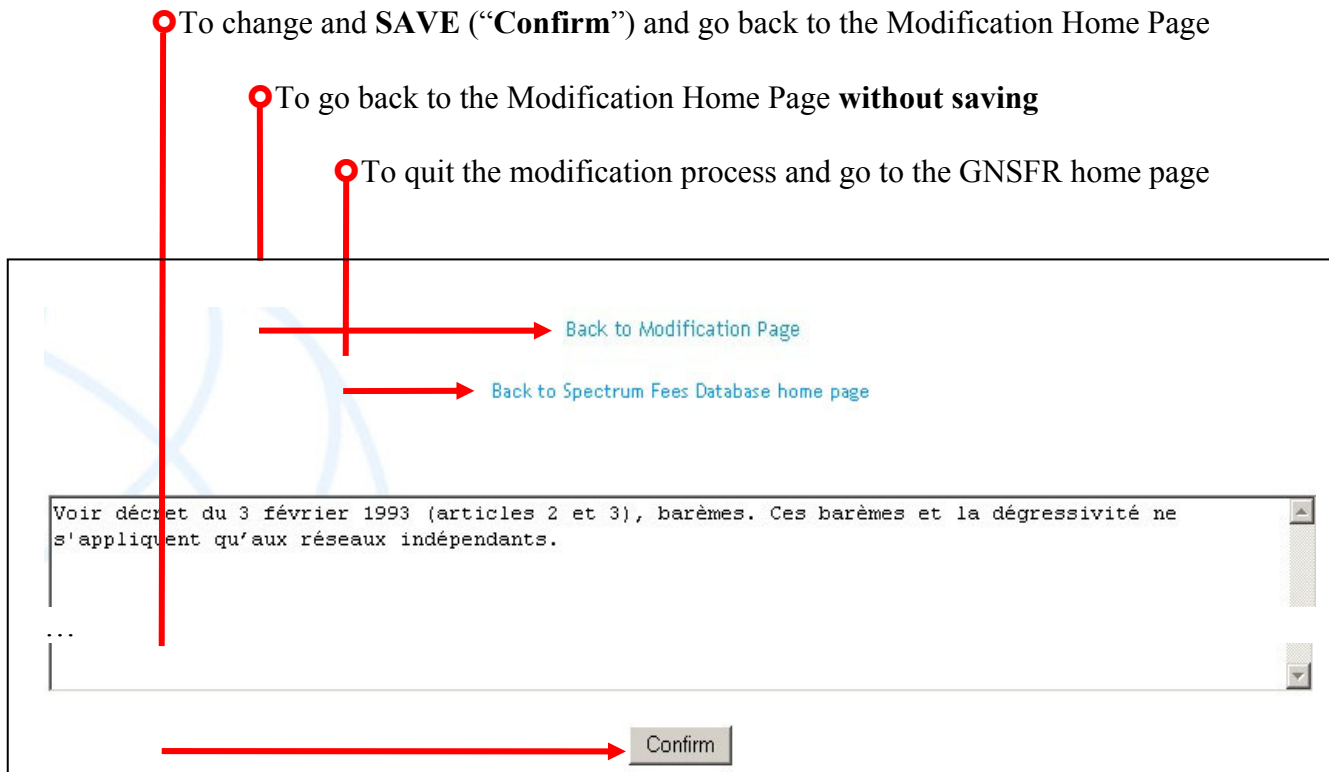 To change and SAVE (“Confirm”) and go back to the Modification Home Page
To go back to the Modification Home Page without saving
To quit the modification process and go to the GNSFR home page
Back to Modification Page
Back to Spectrum Fees Database home page
Voir décret du 3 février 1993 (articles 2 et 3), barèmes. Ces barèmes et la dégressivité ne
s'appliquent qu’aux réseaux indépendants.
...
Confirm